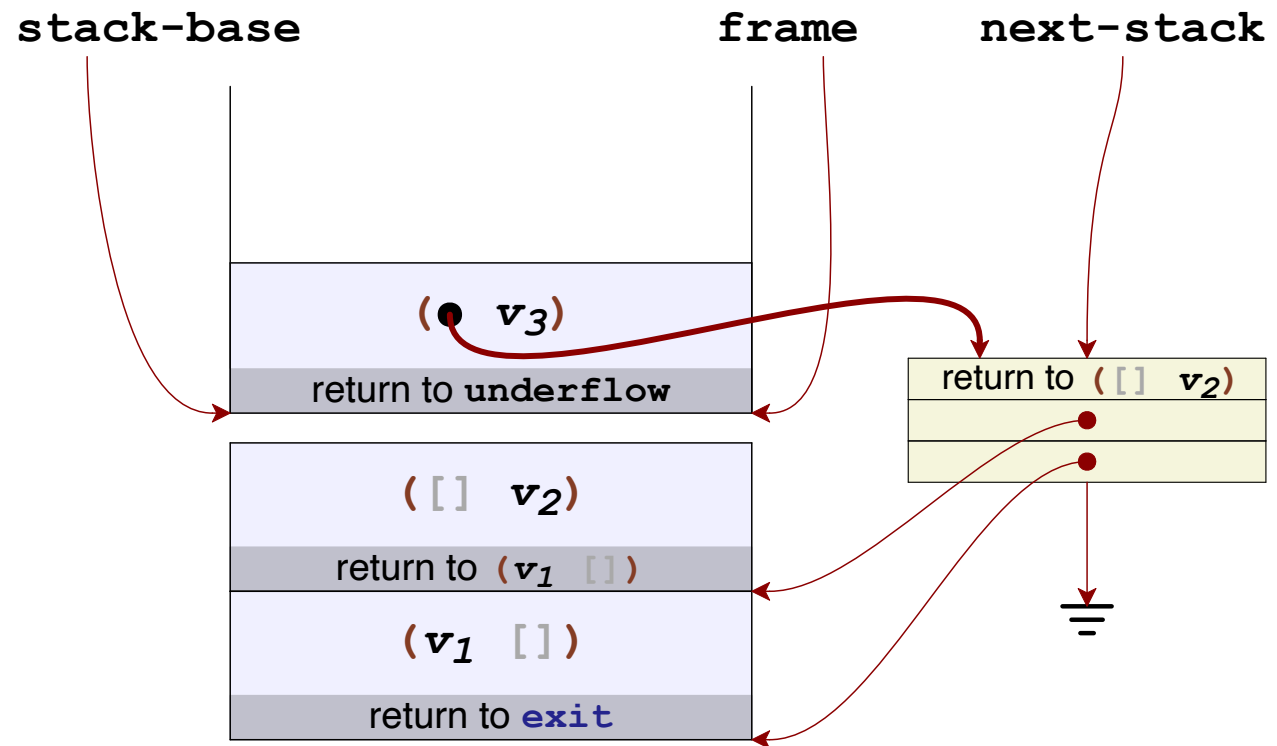 stack-base frame next-stack
(● v₃)
return to underflow
return to ([] v₂)
([] v₂)
return to (v₁ [])
(v₁ [])
return to exit